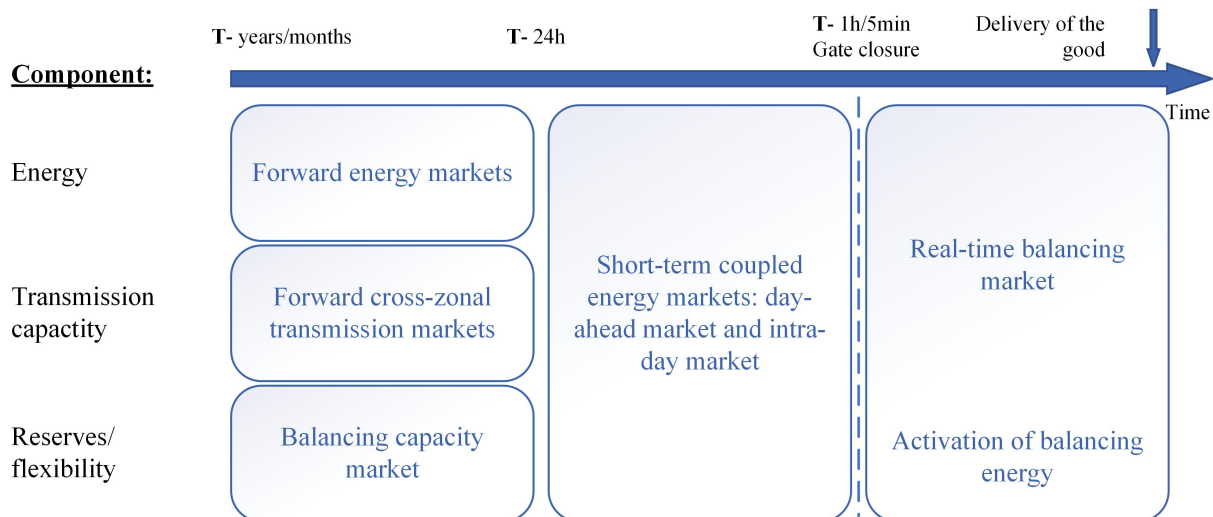 T- years/months
T- 24h
T- 1h/5min
Gate closure
Delivery of the
good
Component:
Time
Energy
Forward energy markets
Transmission
capacity
Forward cross-zonal
transmission markets
Reserves/
flexibility
Balancing capacity
market
Short-term coupled
energy markets: day-
ahead market and intra-
day market
Real-time balancing
market
Activation of balancing
energy